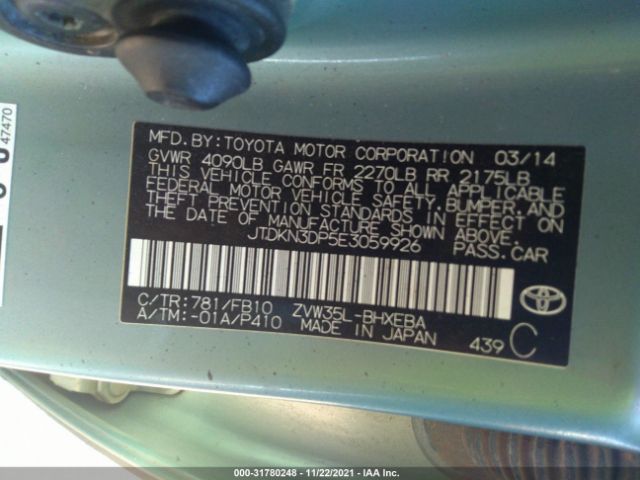 47470
MFD. BY: TOYOTA MOTOR CORPORATION 03/14
GVWR 4090LB GAWR FR 2270LB RR 2175LB
THIS VEHICLE CONFORMS TO ALL APPLICABLE
FEDERAL MOTOR VEHICLE SAFETY, BUMPER, AND
THEFT PREVENTION STANDARDS IN EFFECT ON
THE DATE OF MANUFACTURE SHOWN ABOVE.
JTDKN3DP5E3059926 PASS.CAR
C/TR:781/FB10 ZVW35L-BHXEBA
A/TM:-01A/P410 MADE IN JAPAN
439 C
TOYOTA
000-31780248 - 11/22/2021 - IAA Inc.